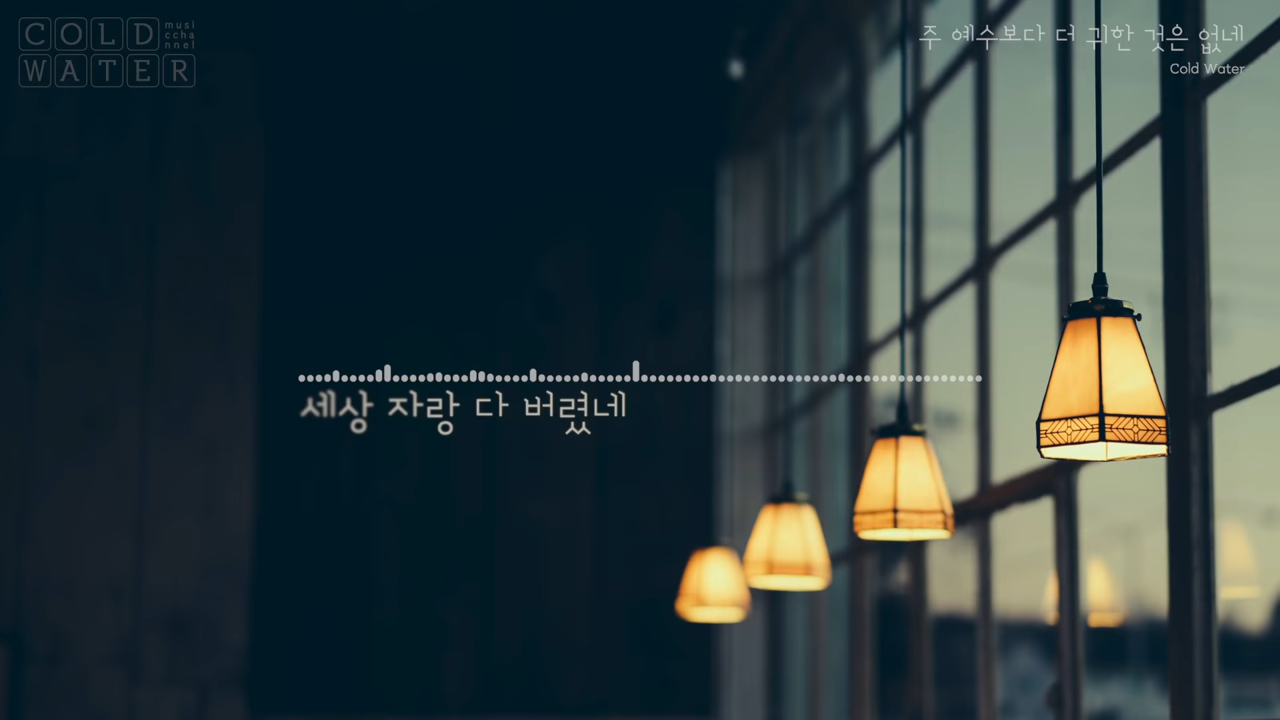 COLD
musi
ccha
nnel
WATER
주 예수보다 더 귀한 것은 없네
Cold Water
세상 자랑 다 버렸네